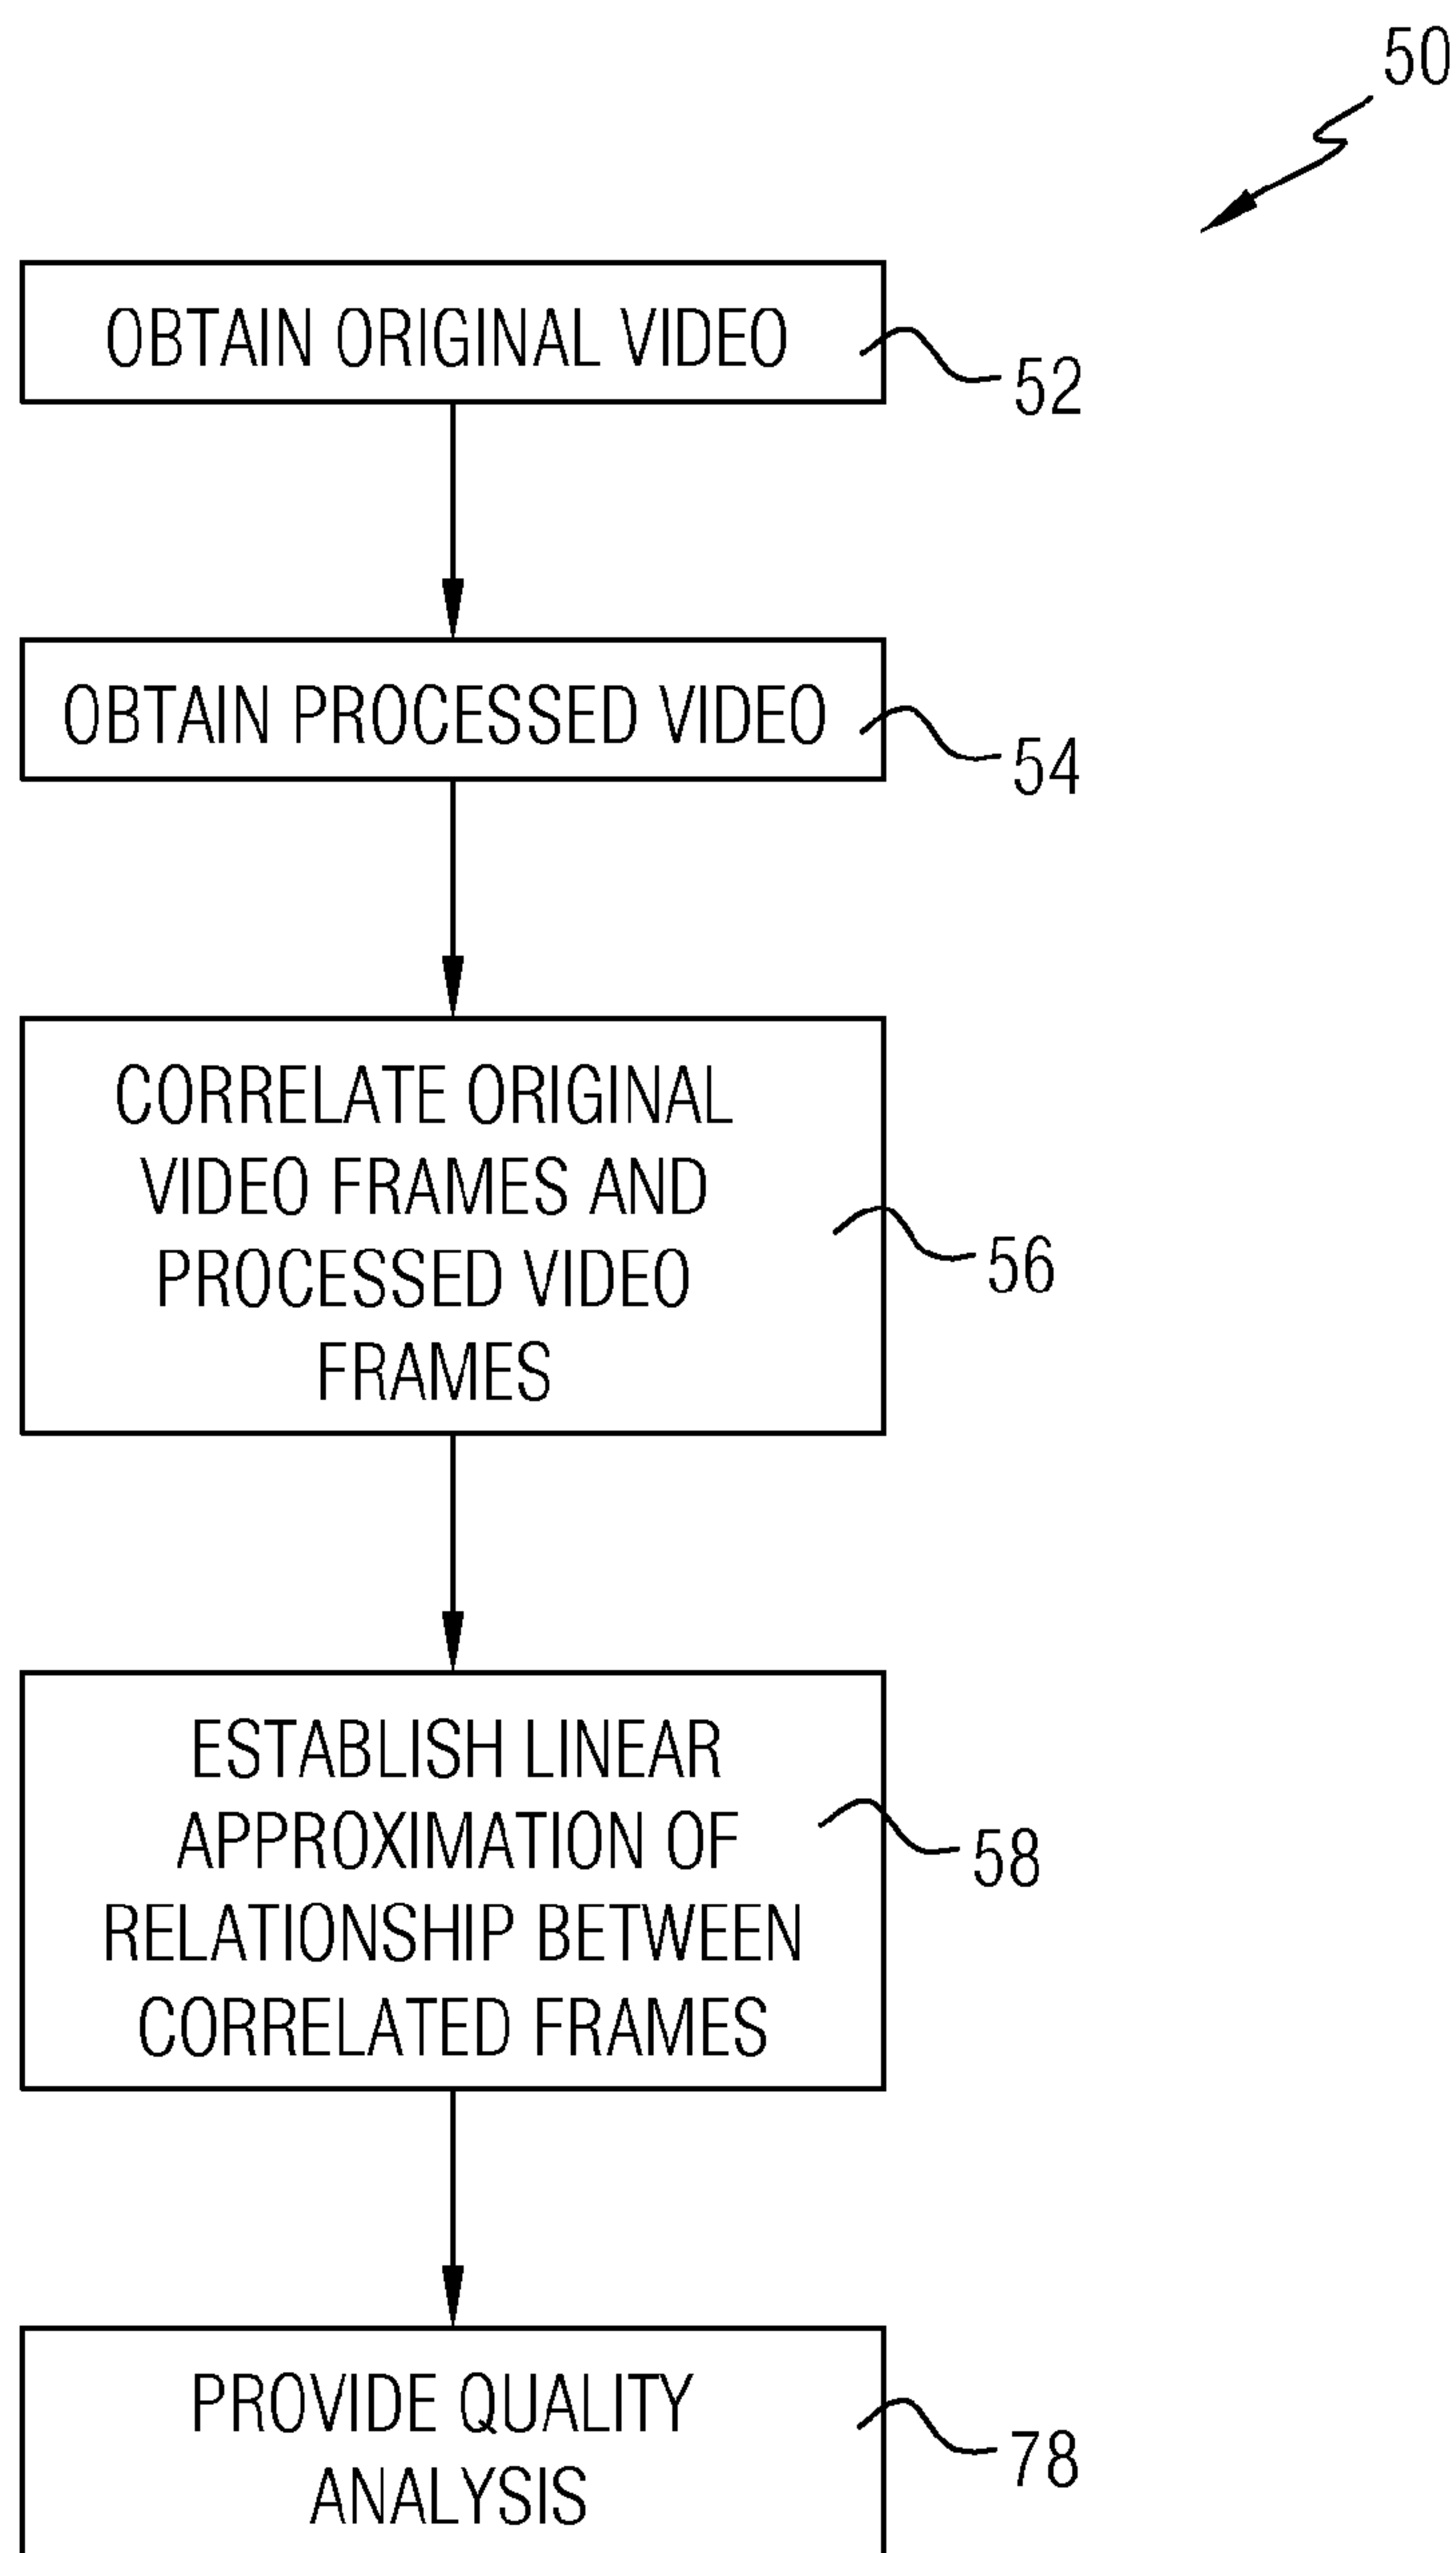 50
OBTAIN ORIGINAL VIDEO
52
OBTAIN PROCESSED VIDEO
54
CORRELATE ORIGINAL
VIDEO FRAMES AND
PROCESSED VIDEO
FRAMES
56
ESTABLISH LINEAR
APPROXIMATION OF
RELATIONSHIP BETWEEN
CORRELATED FRAMES
58
PROVIDE QUALITY
ANALYSIS
78